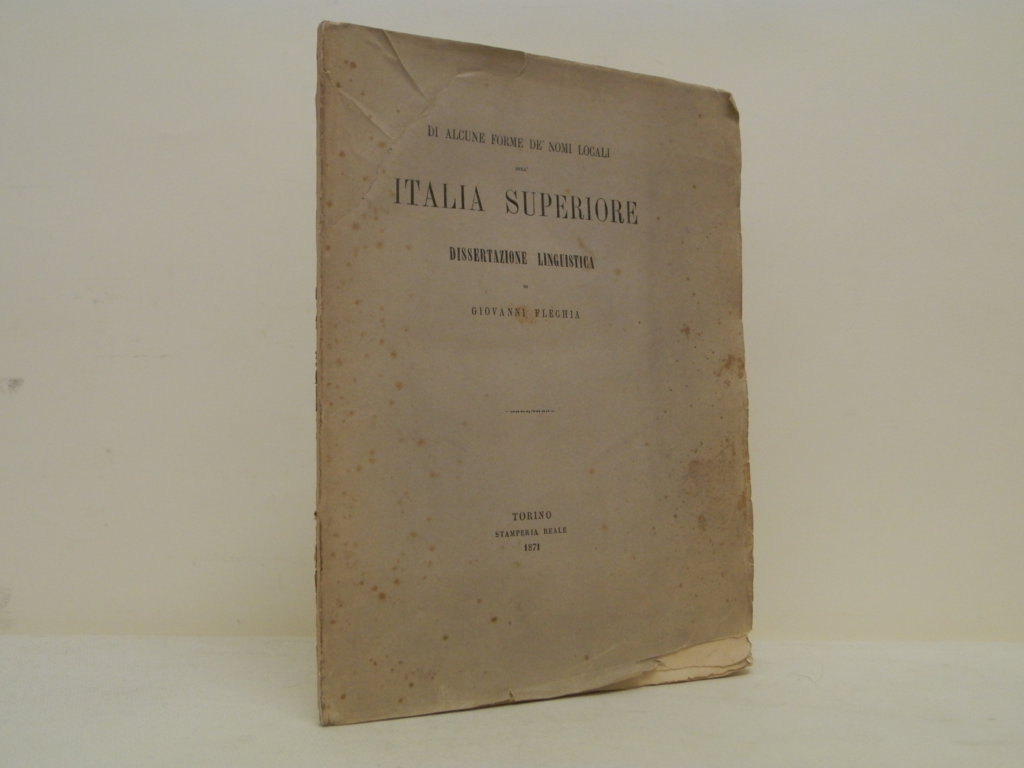 DI ALCUNE FORME DE' NOMI LOCALI
DELL'
ITALIA SUPERIORE
DISSERTAZIONE LINGUISTICA
DI
GIOVANNI FLECHIA
TORINO
STAMPERIA REALE
1871